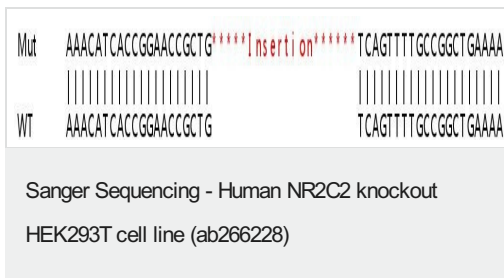 Mut AAACATCACCGGAACCGCTG*****Insertion******TCAGTTTTGCCGGCTGAAAA
||||||||||||||||||||  ||||||||||||||||||||
WT AAACATCACCGGAACCGCTG TCAGTTTTGCCGGCTGAAAA
Sanger Sequencing - Human NR2C2 knockout
HEK293T cell line (ab266228)